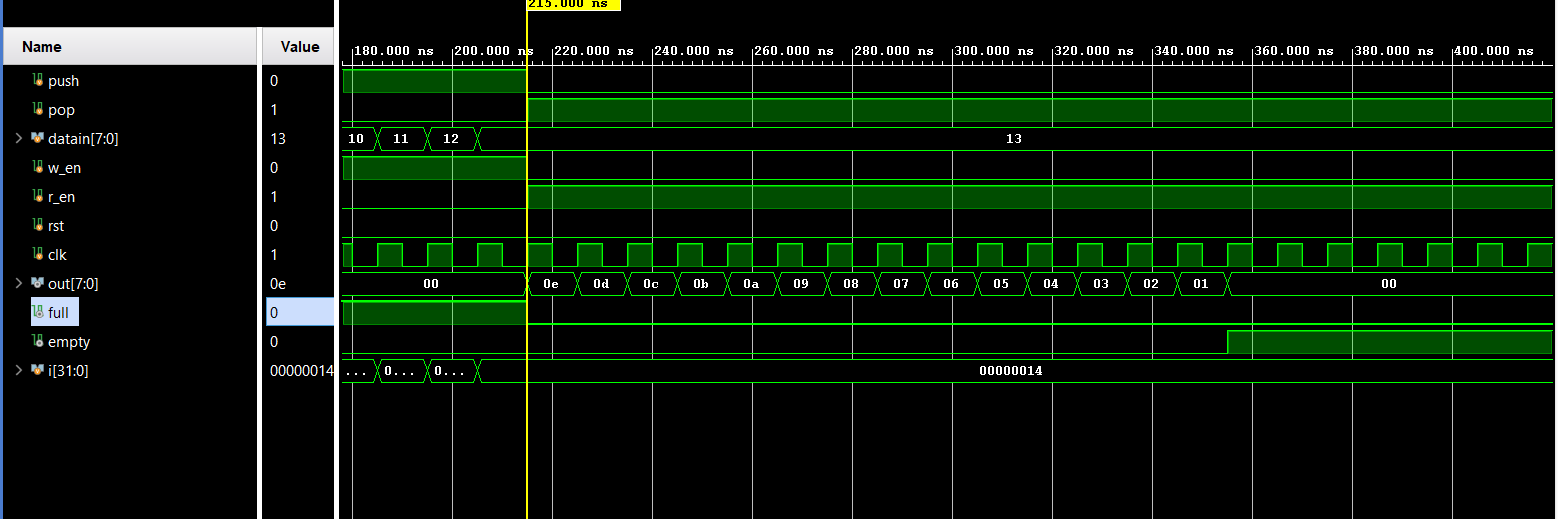 215.000 ns
Name Value
180.000 ns 200.000 ns 220.000 ns 240.000 ns 260.000 ns 280.000 ns 300.000 ns 320.000 ns 340.000 ns 360.000 ns 380.000 ns 400.000 ns
push 0
pop 1
datain[7:0] 13 10 11 12 13
w_en 0
r_en 1
rst 0
clk 1
out[7:0] 0e 00 0e 0d 0c 0b 0a 09 08 07 06 05 04 03 02 01 00
full 0
empty 0
i[31:0] 00000014 ... 0... 0... 00000014